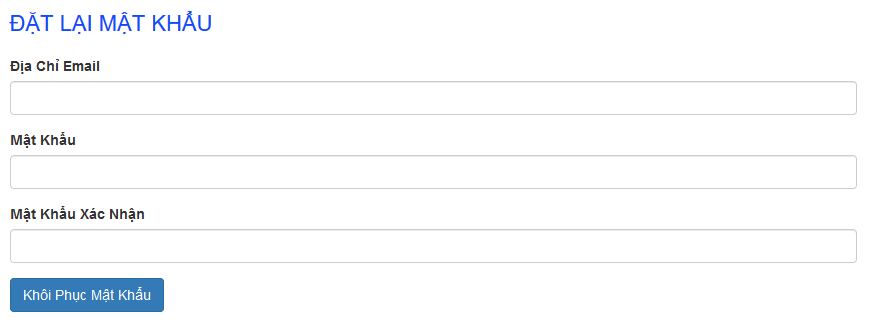 ĐẶT LẠI MẬT KHẨU
Địa Chỉ Email
Mật Khẩu
Mật Khẩu Xác Nhận
Khôi Phục Mật Khẩu